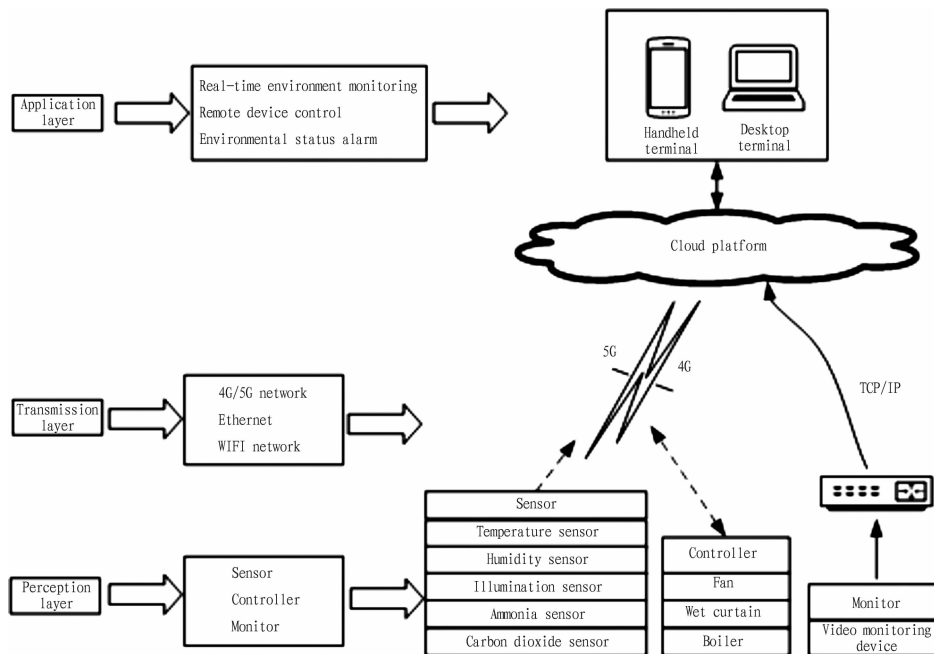 Application
layer
Real-time environment monitoring
Remote device control
Environmental status alarm
Handheld
terminal
Desktop
terminal
Cloud platform
5G
4G
TCP/IP
Transmission
layer
4G/5G network
Ethernet
WIFI network
Perception
layer
Sensor
Controller
Monitor
Sensor
Temperature sensor
Humidity sensor
Illumination sensor
Ammonia sensor
Carbon dioxide sensor
Controller
Fan
Wet curtain
Boiler
Monitor
Video monitoring
device